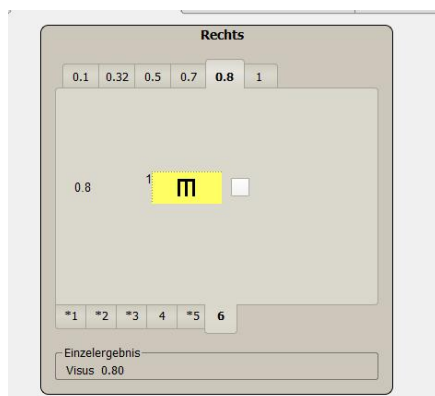 Rechts
0.1 0.32 0.5 0.7 0.8 1
0.8 1
*1 *2 *3 4 *5 6
Einzelergebnis
Visus 0.80